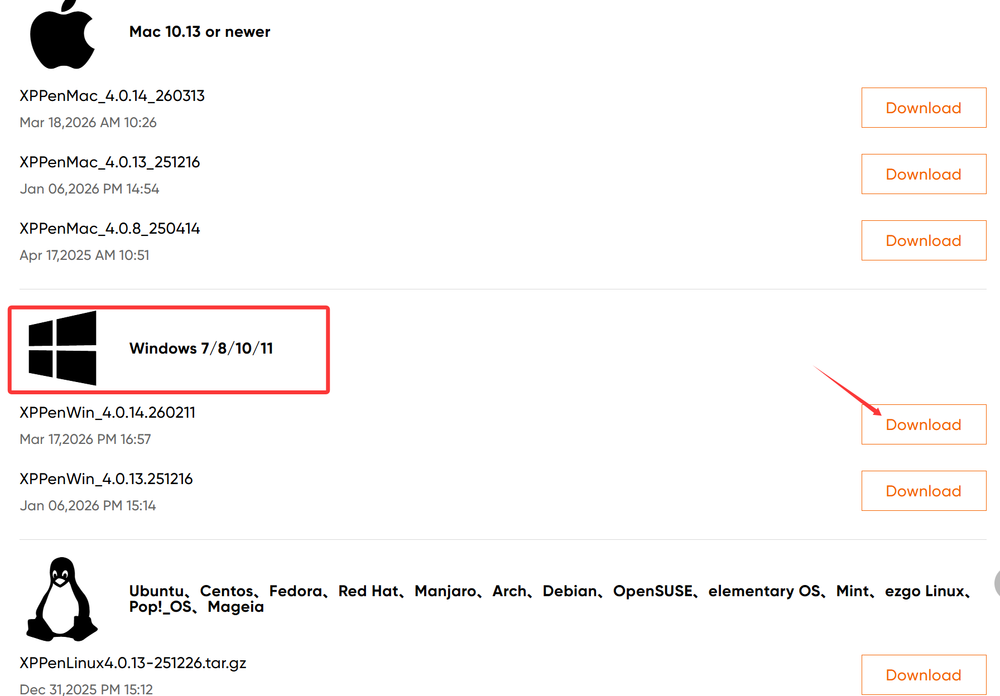 Mac 10.13 or newer
XPPenMac_4.0.14_260313
Download
Mar 18,2026 AM 10:26
XPPenMac_4.0.13_251216
Download
Jan 06,2026 PM 14:54
XPPenMac_4.0.8_250414
Download
Apr 17,2025 AM 10:51
Windows 7/8/10/11
XPPenWin_4.0.14.260211
Download
Mar 17,2026 PM 16:57
XPPenWin_4.0.13.251216
Download
Jan 06,2026 PM 15:14
Ubuntu、Centos、Fedora、Red Hat、Manjaro、Arch、Debian、OpenSUSE、elementary OS、Mint、ezgo Linux、
Pop!_OS、Mageia
XPPenLinux4.0.13-251226.tar.gz
Download
Dec 31,2025 PM 15:12